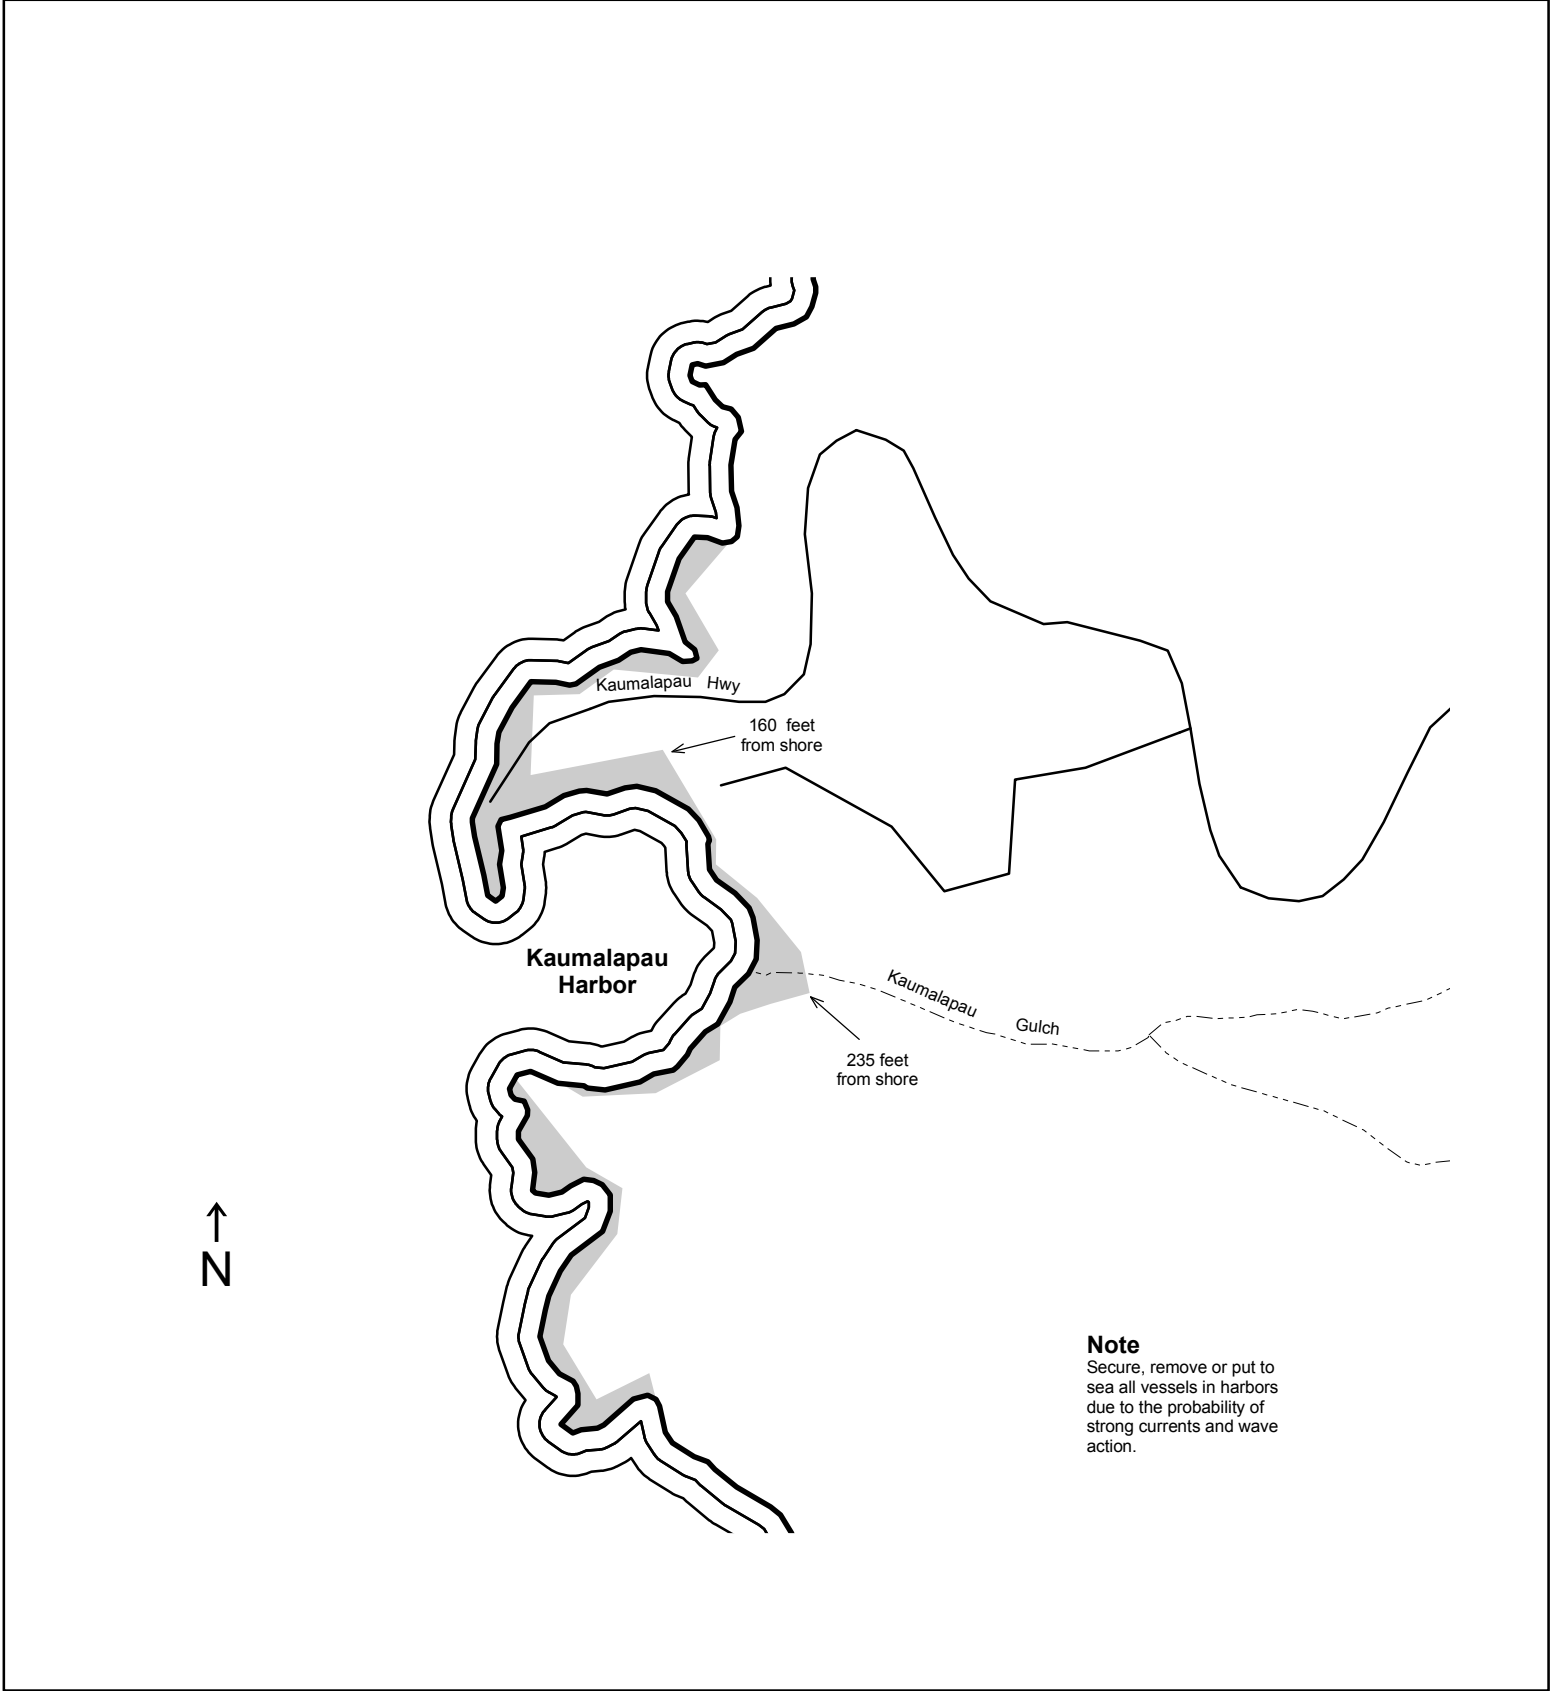 Kaumalapau Hwy
160 feet
from shore
Kaumalapau
Harbor
Kaumalapau Gulch
235 feet
from shore
N
Note
Secure, remove or put to
sea all vessels in harbors
due to the probability of
strong currents and wave
action.